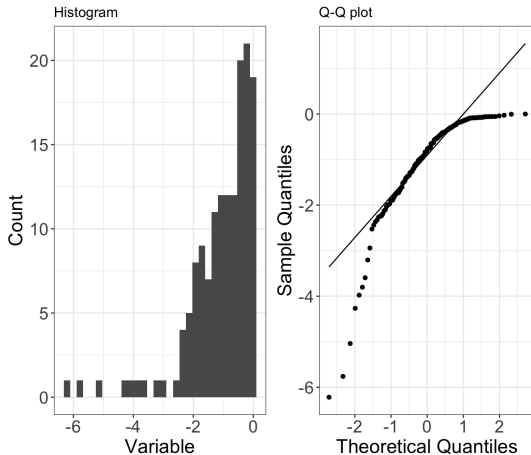 Histogram
Count
20
15
10
5
0
-6 -4 -2 0
Variable
Q-Q plot
Sample Quantiles
0
-2
-4
-6
-2 -1 0 1 2
Theoretical Quantiles